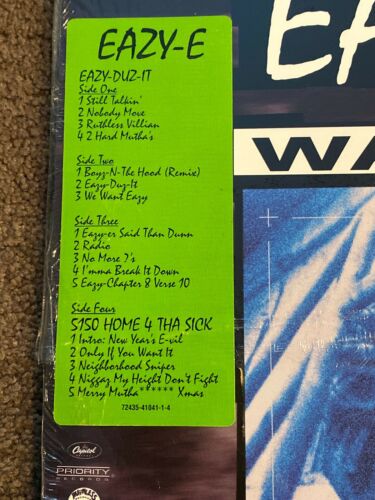 EAZY-E
EAZY-DUZ-IT
Side One
1 Still Talkin'
2 Nobody Move
3 Ruthless Villian
4 2 Hard Mutha's
Side Two
1 Boyz-N-The Hood (Remix)
2 Eazy-Duz-It
3 We Want Eazy
Side Three
1 Eazy-er Said Than Dunn
2 Radio
3 No More ?'s
4 I'mma Break It Down
5 Eazy-Chapter 8 Verse 10
Side Four
5150 HOME 4 THA SICK
1 Intro: New Year's E-vil
2 Only If You Want It
3 Neighborhood Sniper
4 Niggaz My Height Don't Fight
5 Merry Mutha****** Xmas
72435-41041-1-4
EA
WA
Capitol
PRIORITY
RECORDS
RUTHLESS